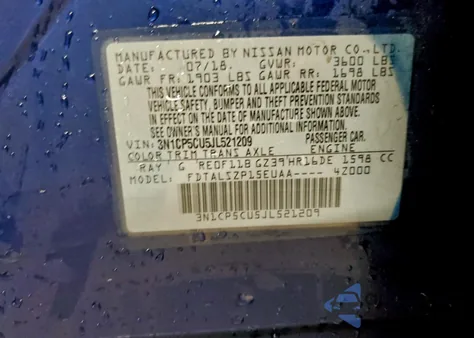 MANUFACTURED BY NISSAN MOTOR CO., LTD.
DATE: 07/18. GVWR: 3600 LBS
GAWR FR: 1903 LBS GAWR RR: 1698 LBS
THIS VEHICLE CONFORMS TO ALL APPLICABLE FEDERAL MOTOR
VEHICLE SAFETY, BUMPER AND THEFT PREVENTION STANDARDS
IN EFFECT ON THE DATE OF MANUFACTURE SHOWN ABOVE.
SEE OWNER'S MANUAL FOR ADDITIONAL INFORMATION.
VIN: 3N1CP5CU5JL521209 PASSENGER CAR.
COLOR TRIM TRANS AXLE ENGINE
RAY G RE0F11B GZ39 HR16DE 1598 CC
MODEL: FDTALSZP15EUAA---- 4Z000
3N1CP5CU5JL521209